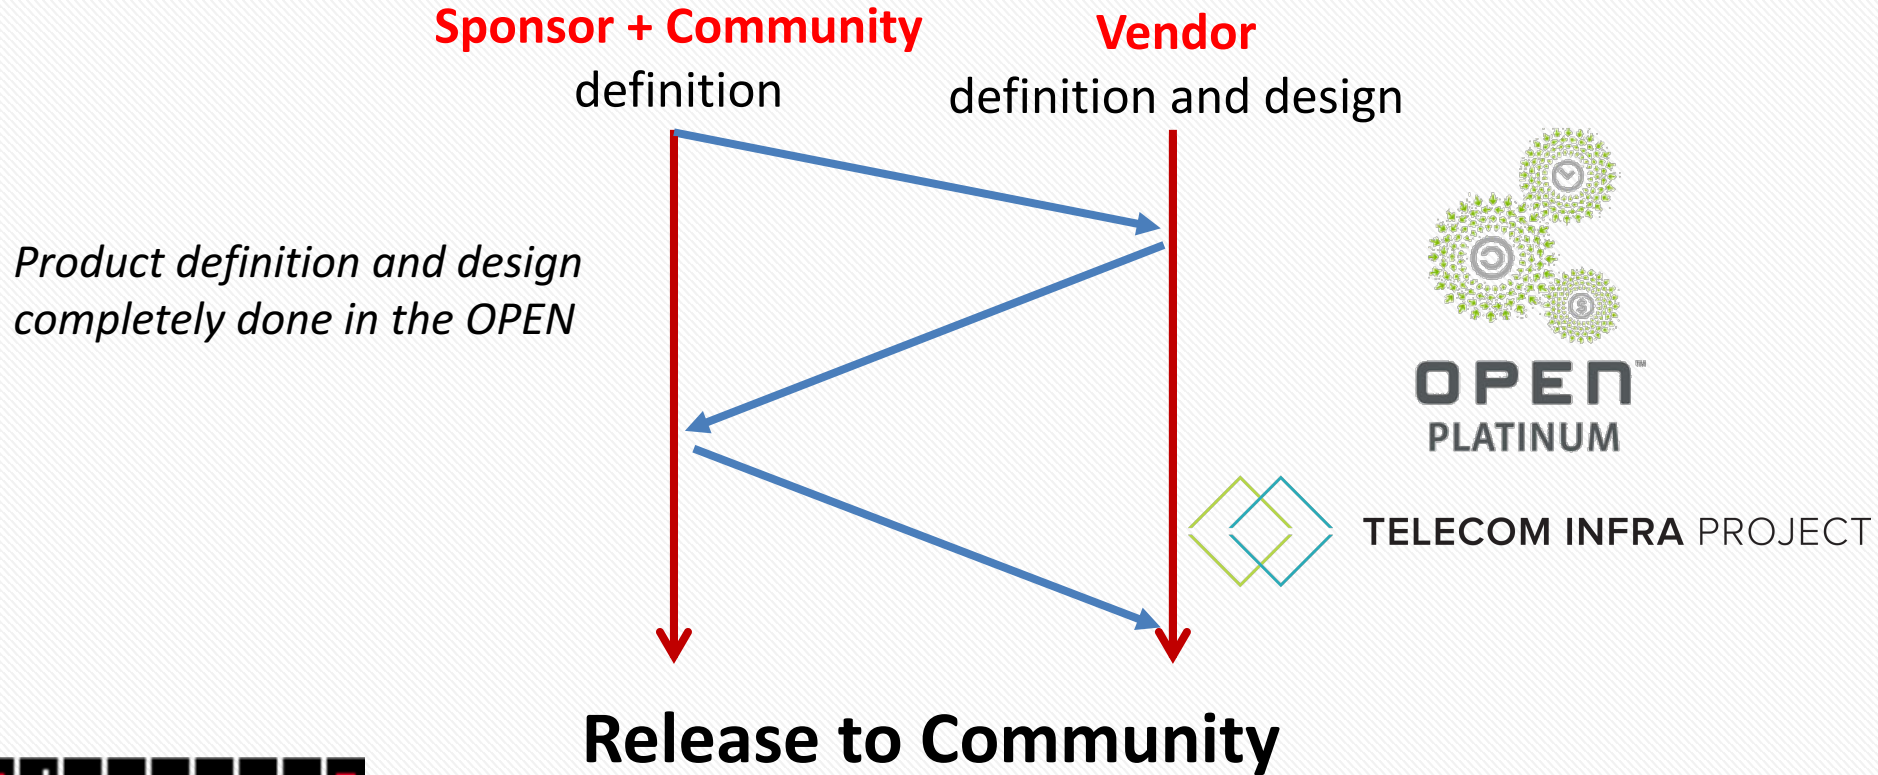 Sponsor + Community
Vendor
definition
definition and design
Product definition and design
completely done in the OPEN
OPEN™
PLATINUM
TELECOM INFRA PROJECT
Release to Community